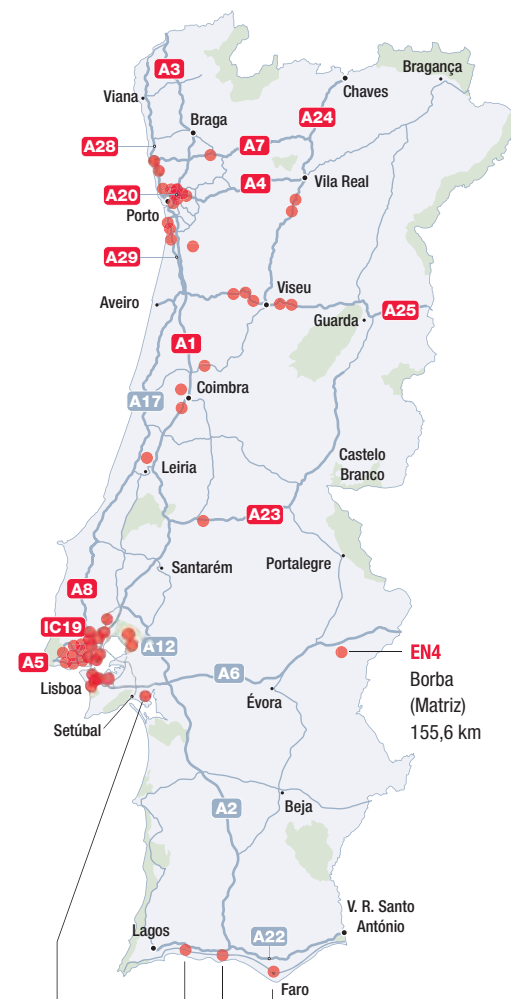 A3
Bragança
Chaves
Viana
A24
Braga
A28
A7
A4
Vila Real
A20
Porto
A29
Viseu
Aveiro
A25
Guarda
A1
Coimbra
A17
Castelo
Branco
Leiria
A23
Santarém
Portalegre
A8
IC19
A12
A5
EN4
Borba
(Matriz)
155,6 km
A6
Lisboa
Évora
Setúbal
A2
Beja
V. R. Santo
António
Lagos
A22
Faro